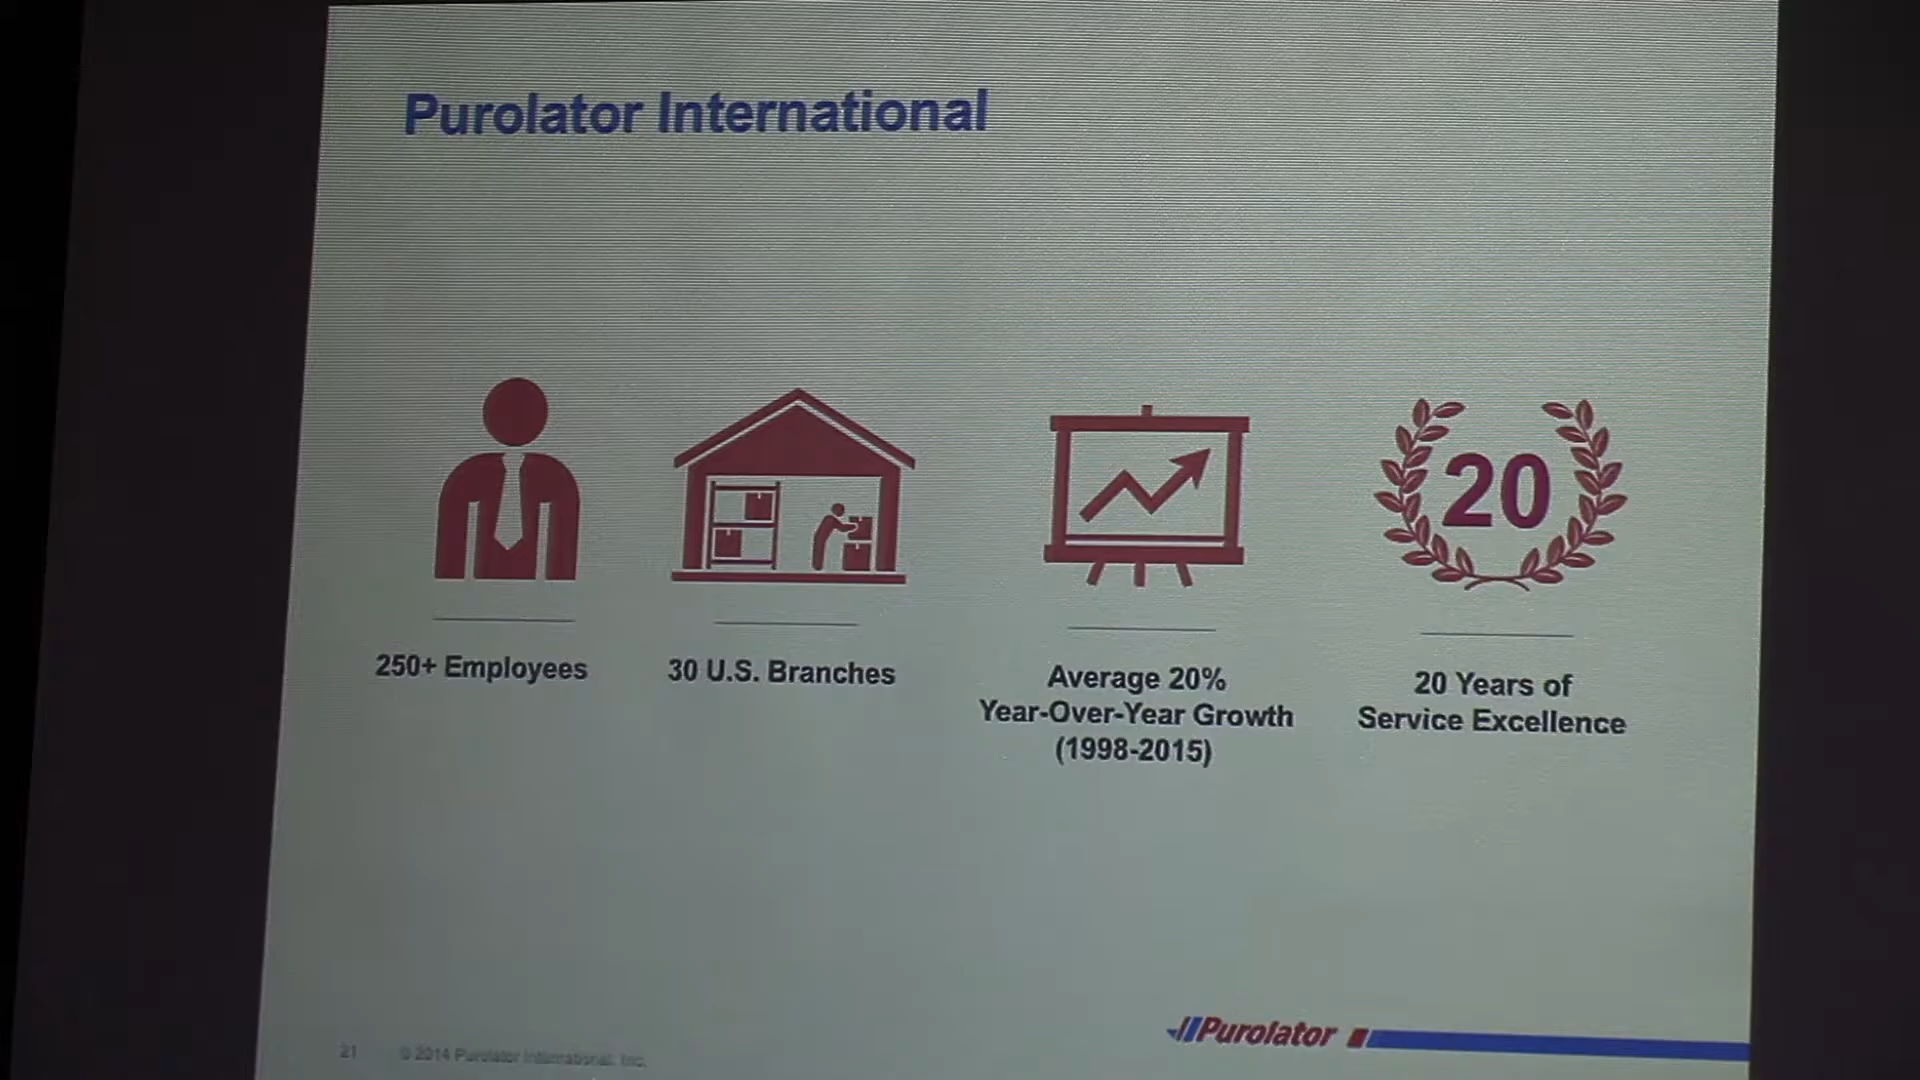 Purolator International
20
250+ Employees
30 U.S. Branches
Average 20%
Year-Over-Year Growth
(1998-2015)
20 Years of
Service Excellence
21
© 2014 Purolator International, Inc.
Purolator